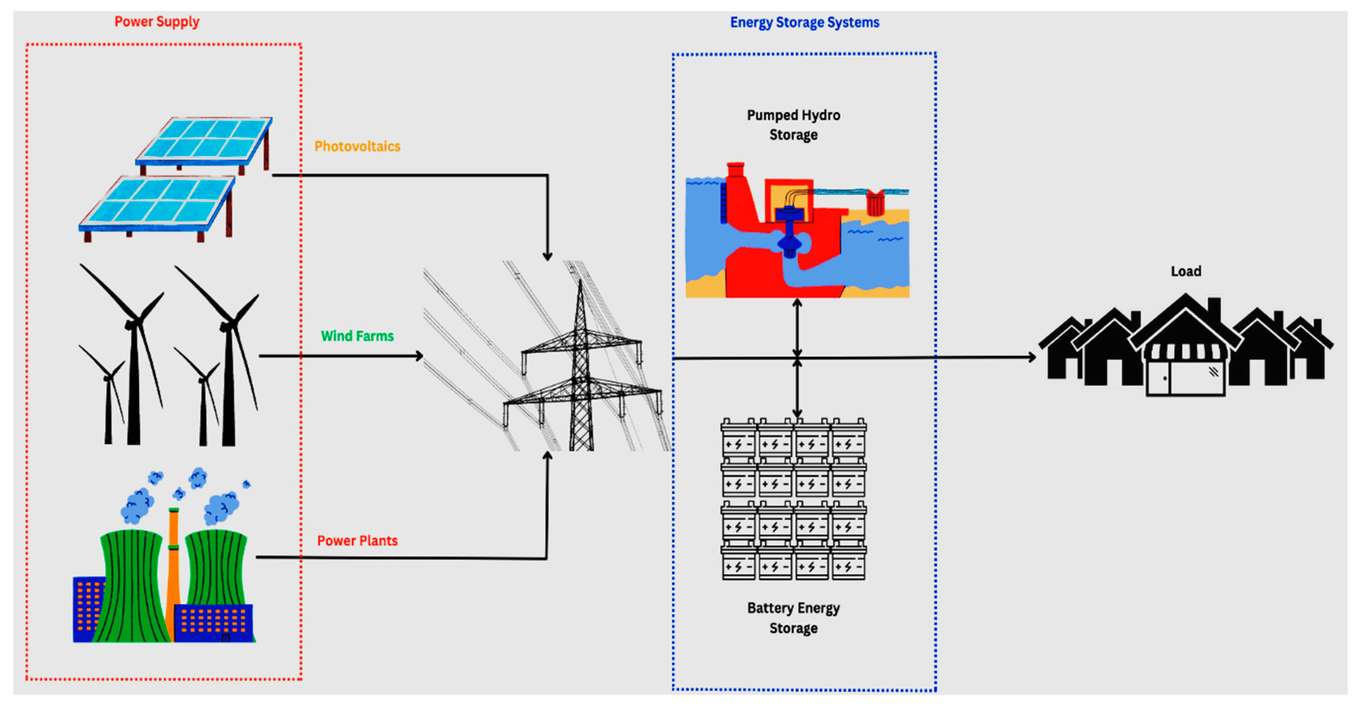 Power Supply
Energy Storage Systems
Pumped Hydro
Storage
Photovoltaics
Load
Wind Farms
Power Plants
Battery Energy
Storage